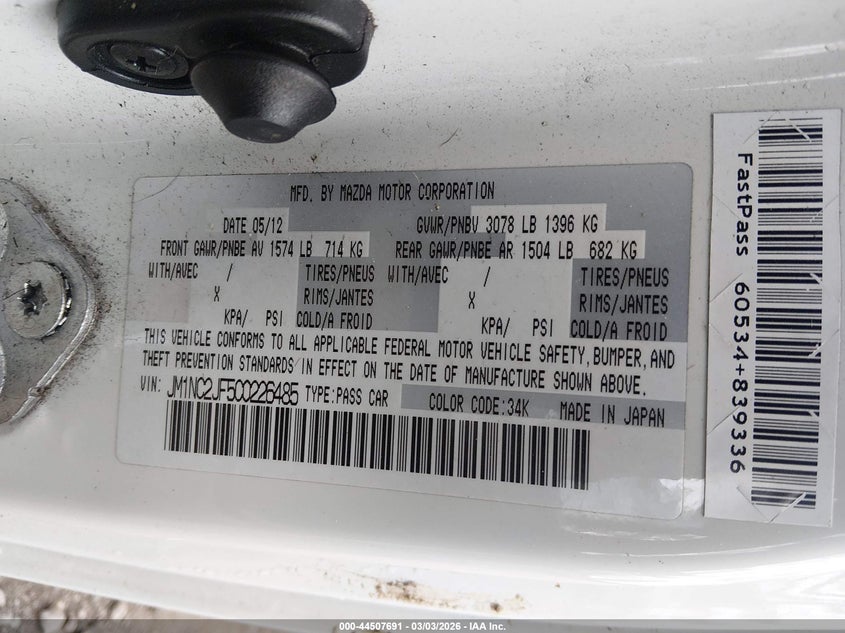 MFD. BY MAZDA MOTOR CORPORATION
DATE 05/12 GVWR/PNBV 3078 LB 1396 KG
FRONT GAWR/PNBE AV 1574 LB 714 KG REAR GAWR/PNBE AR 1504 LB 682 KG
WITH/AVEC / TIRES/PNEUS WITH/AVEC / TIRES/PNEUS
X RIMS/JANTES X RIMS/JANTES
KPA/ PSI COLD/A FROID KPA/ PSI COLD/A FROID
THIS VEHICLE CONFORMS TO ALL APPLICABLE FEDERAL MOTOR VEHICLE SAFETY, BUMPER, AND
THEFT PREVENTION STANDARDS IN EFFECT ON THE DATE OF MANUFACTURE SHOWN ABOVE.
VIN: JM1NC2JF5C0226485 TYPE:PASS CAR COLOR CODE:34K MADE IN JAPAN
FastPass 60534+839336
000-44507691 - 03/03/2026 - IAA Inc.